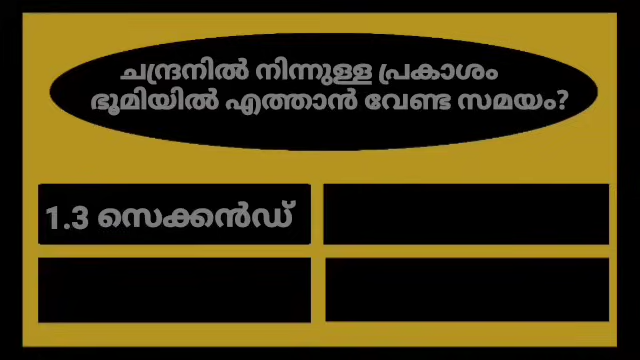 ചന്ദ്രനിൽ നിന്നുള്ള പ്രകാശം
ഭൂമിയിൽ എത്താൻ വേണ്ട സമയം?
1.3 സെക്കൻഡ്